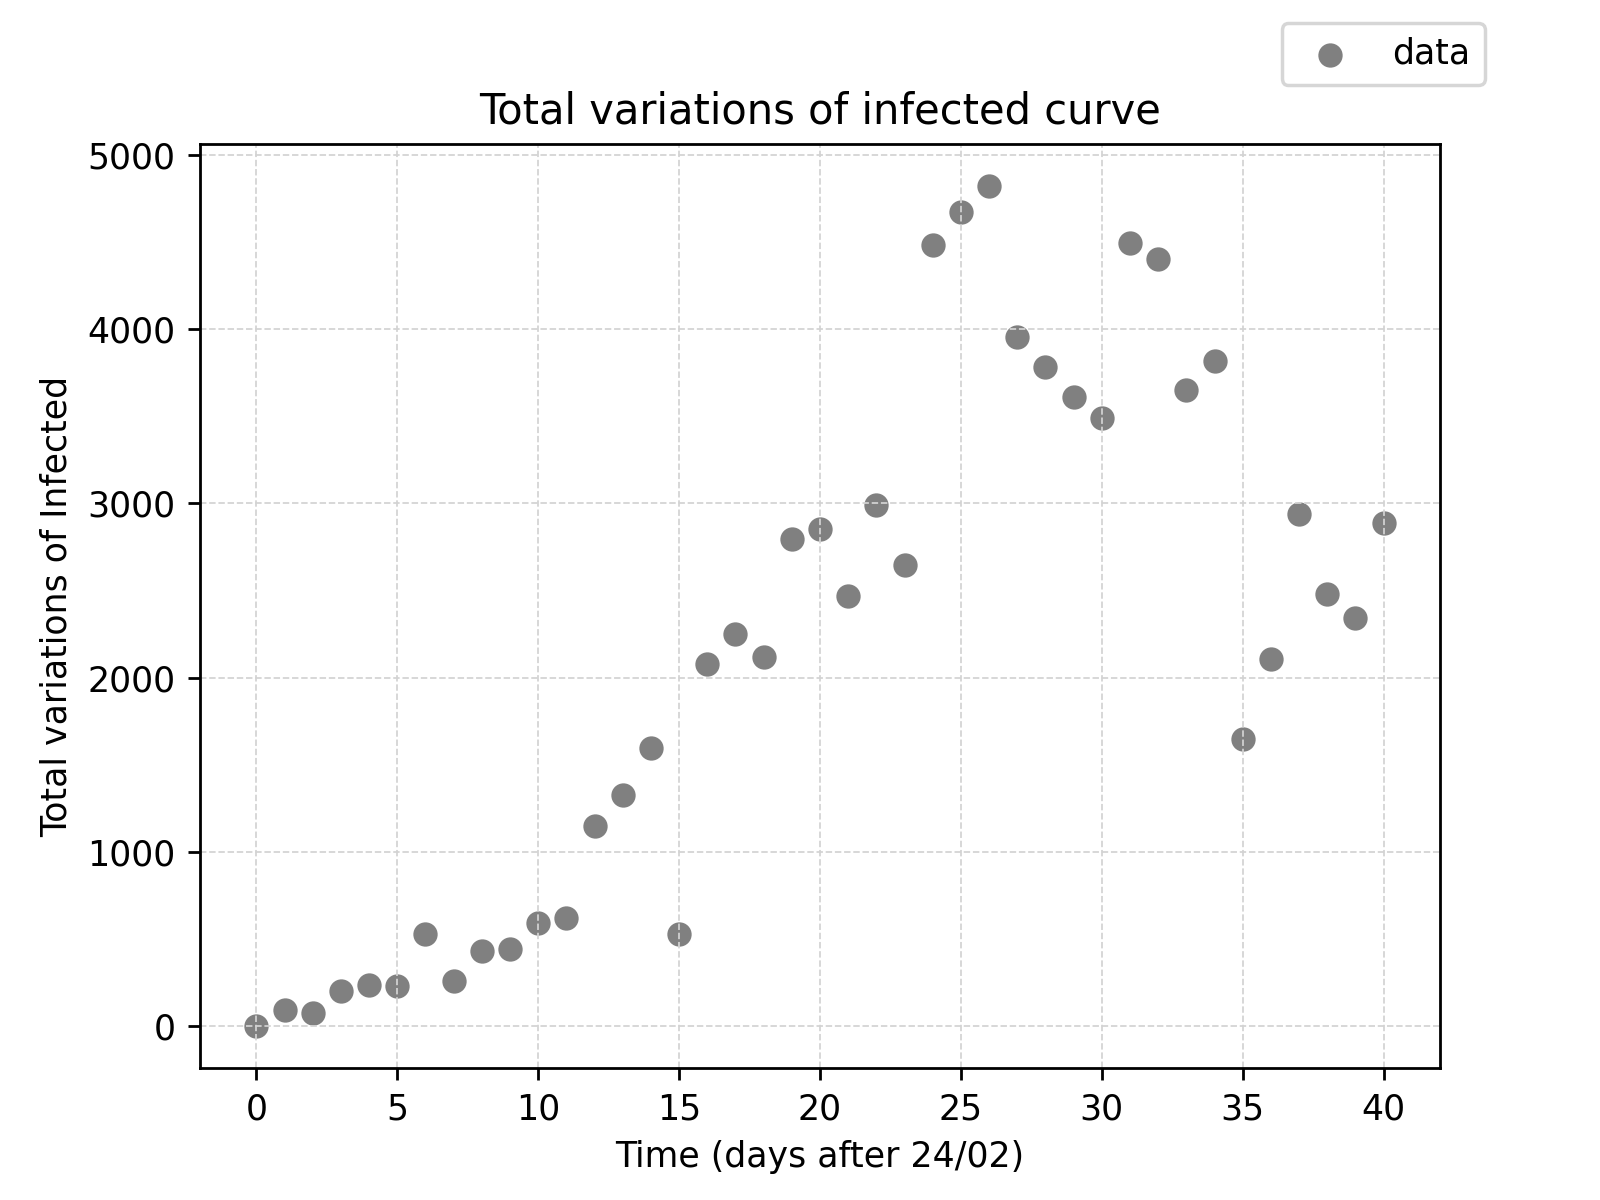 data
Total variations of infected curve
5000
4000
3000
2000
1000
0
Total variations of Infected
0 5 10 15 20 25 30 35 40
Time (days after 24/02)